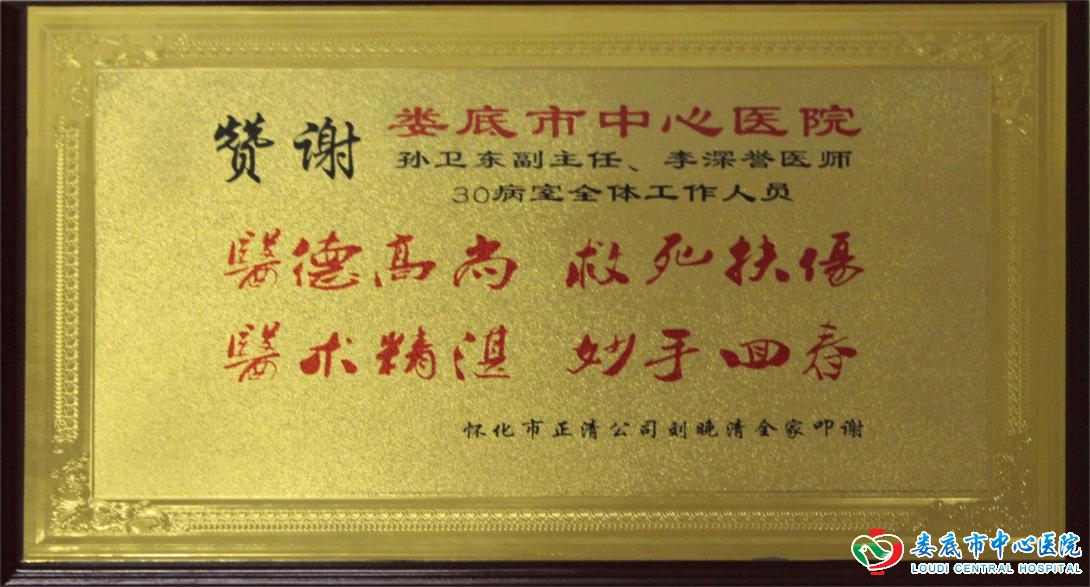 赞谢
娄底市中心医院
孙卫东副主任、李深誉医师
30病室全体工作人员
醫德高尚 救死扶傷
醫术精湛 妙手回春
怀化市正清公司刘晚清全家叩谢
娄底市中心医院
LOUDI CENTRAL HOSPITAL